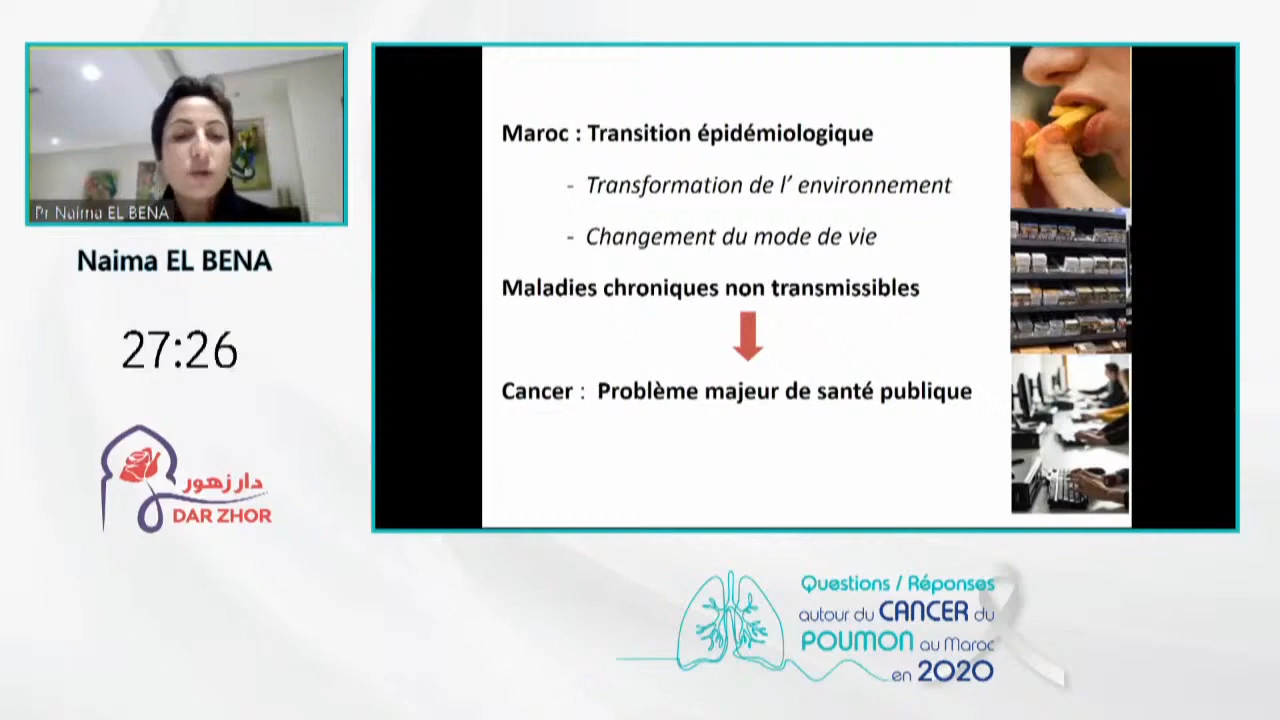 Pr Naima EL BENA
Naima EL BENA
27:26
دار زهور
DAR ZHOR
Maroc : Transition épidémiologique
- Transformation de l’ environnement
- Changement du mode de vie
Maladies chroniques non transmissibles
Cancer : Problème majeur de santé publique
Questions / Réponses
autour du CANCER du
POUMON au Maroc
en 2020